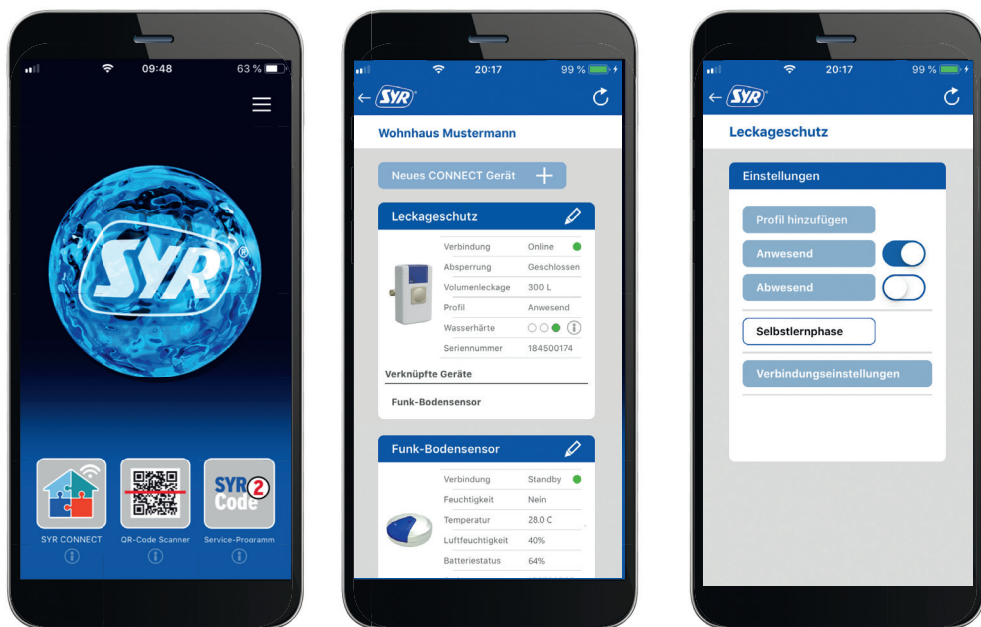 09:48
63 %
SYR®
SYR CONNECT
QR-Code Scanner
SYR 2
Code
Service-Programm
20:17
99 %
SYR®
Wohnhaus Mustermann
Neues CONNECT Gerät
Leckageschutz
Verbindung Online
Absperrung Geschlossen
Volumenleckage 300 L
Profil Anwesend
Wasserhärte
Seriennummer 184500174
Verknüpfte Geräte
Funk-Bodensensor
Funk-Bodensensor
Verbindung Standby
Feuchtigkeit Nein
Temperatur 28.0 C
Luftfeuchtigkeit 40%
Batteriestatus 64%
20:17
99 %
SYR®
Leckageschutz
Einstellungen
Profil hinzufügen
Anwesend
Abwesend
Selbstlernphase
Verbindungseinstellungen